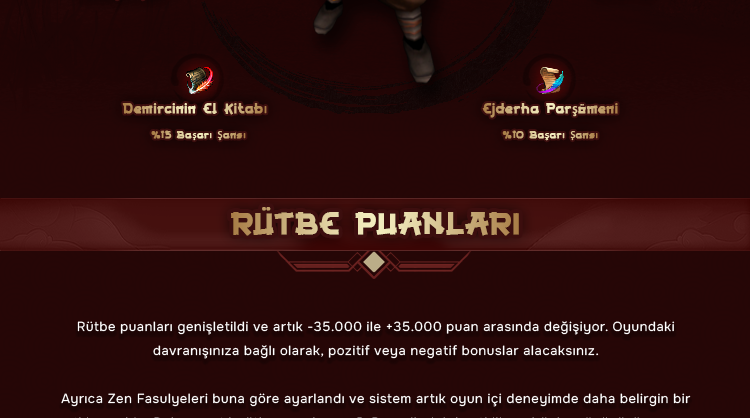 Demircinin El Kitabı
Ejderha Parşömeni
%15 Başarı Şansı
%10 Başarı Şansı
RÜTBE PUANLARI
Rütbe puanları genişletildi ve artık -35.000 ile +35.000 puan arasında değişiyor. Oyundaki
davranışınıza bağlı olarak, pozitif veya negatif bonuslar alacaksınız.
Ayrıca Zen Fasulyeleri buna göre ayarlandı ve sistem artık oyun içi deneyimde daha belirgin bir